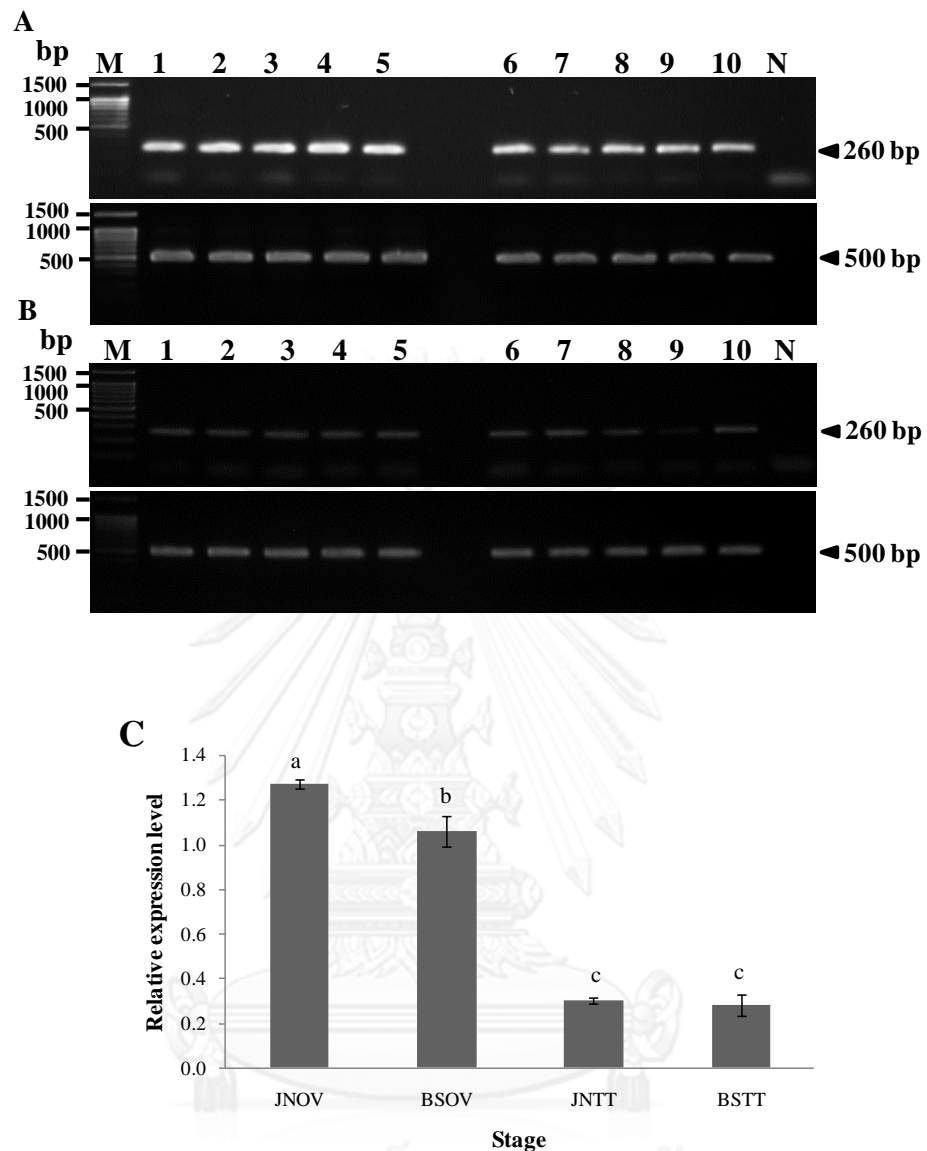 A
bp M 1 2 3 4 5 6 7 8 9 10 N
1500
1000
500
260 bp
1500
1000
500
500 bp
B
bp M 1 2 3 4 5 6 7 8 9 10 N
1500
1000
500
260 bp
1500
1000
500
500 bp
C
Relative expression level
1.4
1.2
1.0
0.8
0.6
0.4
0.2
0.0
a
b
c
c
JNOV BSOV JNTT BSTT
Stage